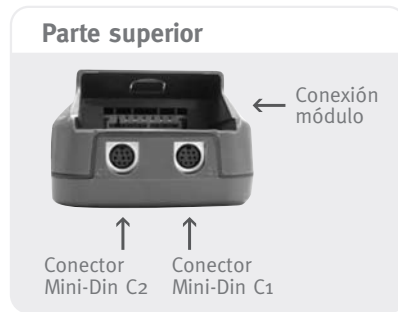 Parte superior
Conexión
módulo
Conector
Mini-Din C2
Conector
Mini-Din C1